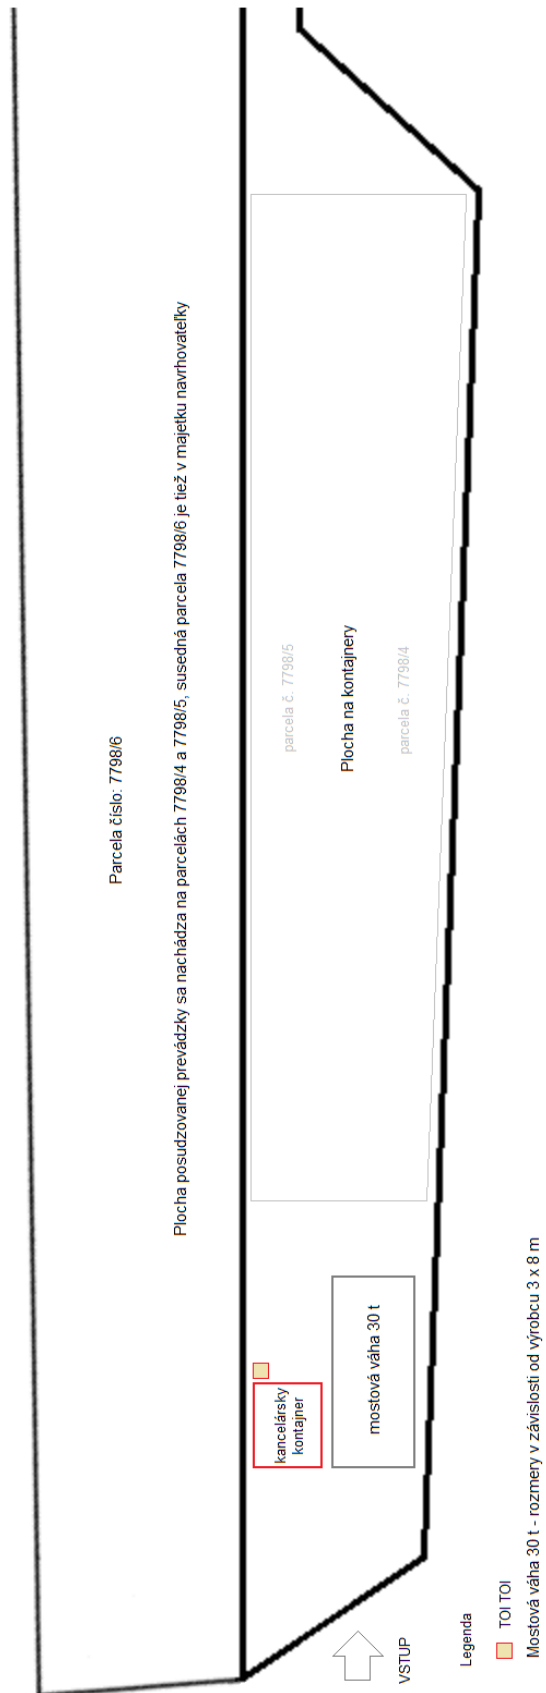 Parcela číslo: 7798/6
Plocha posudzovanej prevádzky sa nachádza na parcelách 7798/4 a 7798/5, susedná parcela 7798/6 je tiež v majetku navrhovateľky
parcela č. 7798/5
Plocha na kontajnery
parcela č. 7798/4
kancelársky
kontajner
mostová váha 30 t
VSTUP
Legenda
TOI TOI
Mostová váha 30 t - rozmery v závislosti od výrobcu 3 x 8 m